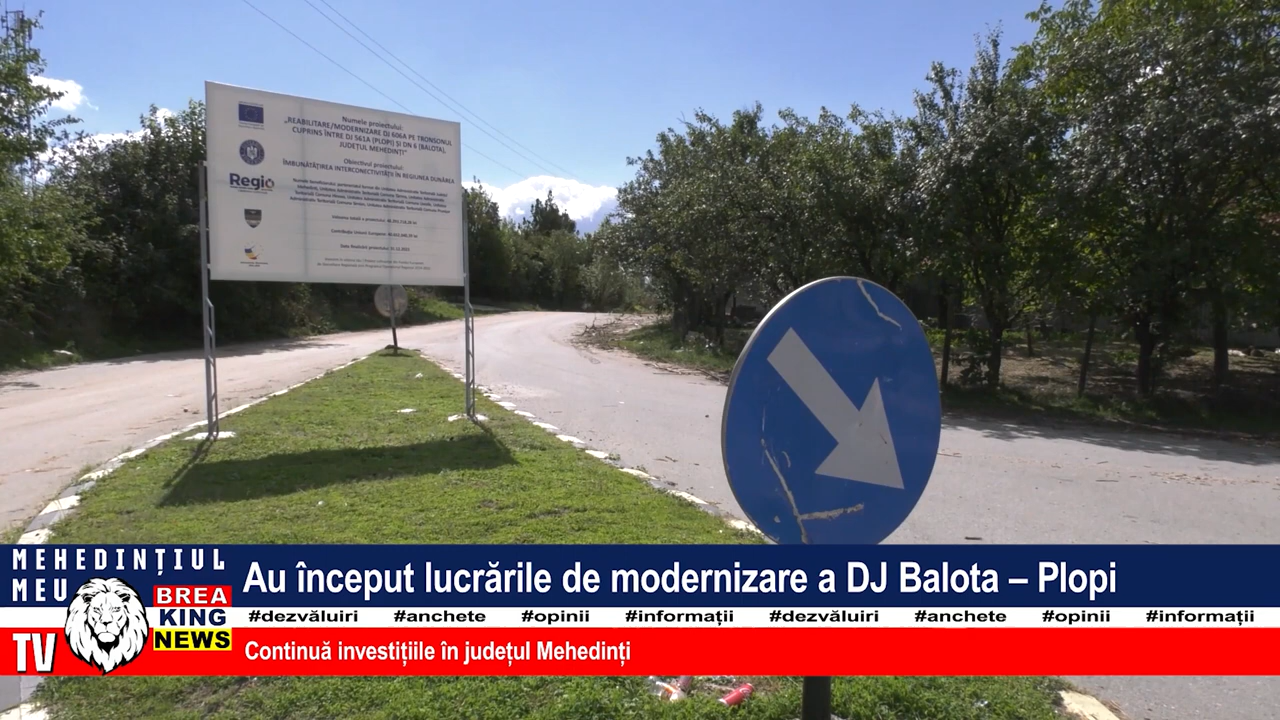 Numele proiectului:
„REABILITARE/MODERNIZARE DJ 606A PE TRONSONUL
CUPRINS ÎNTRE DJ 561A (PLOPI) ȘI DN 6 (BALOTA),
JUDEȚUL MEHEDINȚI”
Obiectivul proiectului:
ÎMBUNĂTĂȚIREA INTERCONECTIVITĂȚII ÎN REGIUNEA DUNĂREA
Regio
MEHEDINȚIUL
MEU
TV
BREA
KING
NEWS
Au început lucrările de modernizare a DJ Balota – Plopi
#dezvăluiri #anchete #opinii #informații #dezvăluiri #anchete #opinii #informații
Continuă investițiile în județul Mehedinți